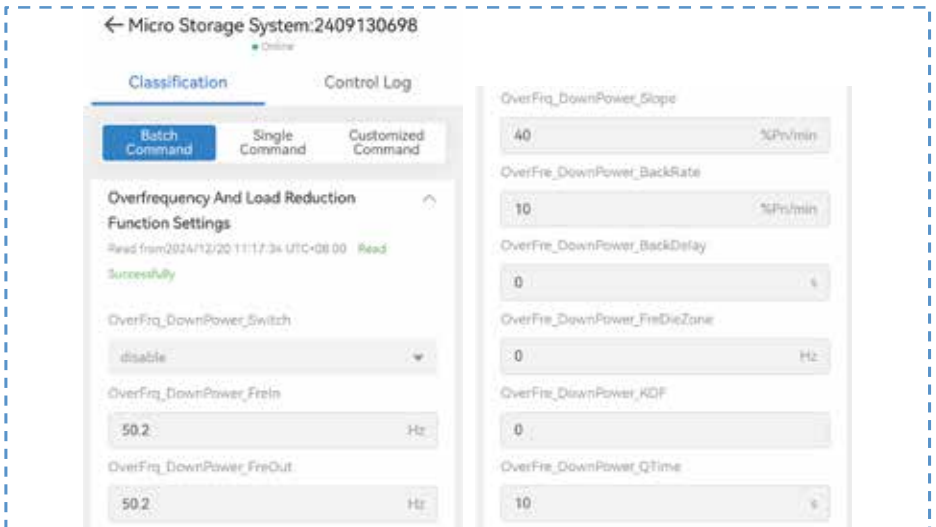 ← Micro Storage System:2409130698
Online
Classification
Control Log
Batch Command
Single Command
Customized Command
Overfrequency And Load Reduction
Function Settings
Read from2024/12/20 11:17:34 UTC+08:00 Read
Successfully
OverFrq_DownPower_Switch
disable
OverFrq_DownPower_FreIn
50.2 Hz
OverFrq_DownPower_FreOut
50.2 Hz
OverFrq_DownPower_Slope
40 %Pn/min
OverFre_DownPower_BackRate
10 %Pn/min
OverFre_DownPower_BackDelay
0 s
OverFre_DownPower_FreDieZone
0 Hz
OverFre_DownPower_KOF
0
OverFre_DownPower_QTime
10 s